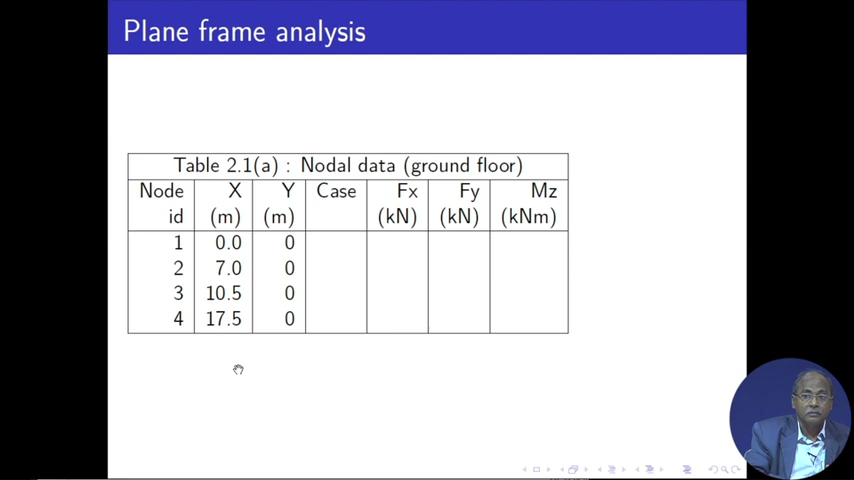 Plane frame analysis
Table 2.1(a) : Nodal data (ground floor)
Node X Y Case Fx Fy Mz
id (m) (m) (kN) (kN) (kNm)
1 0.0 0
2 7.0 0
3 10.5 0
4 17.5 0